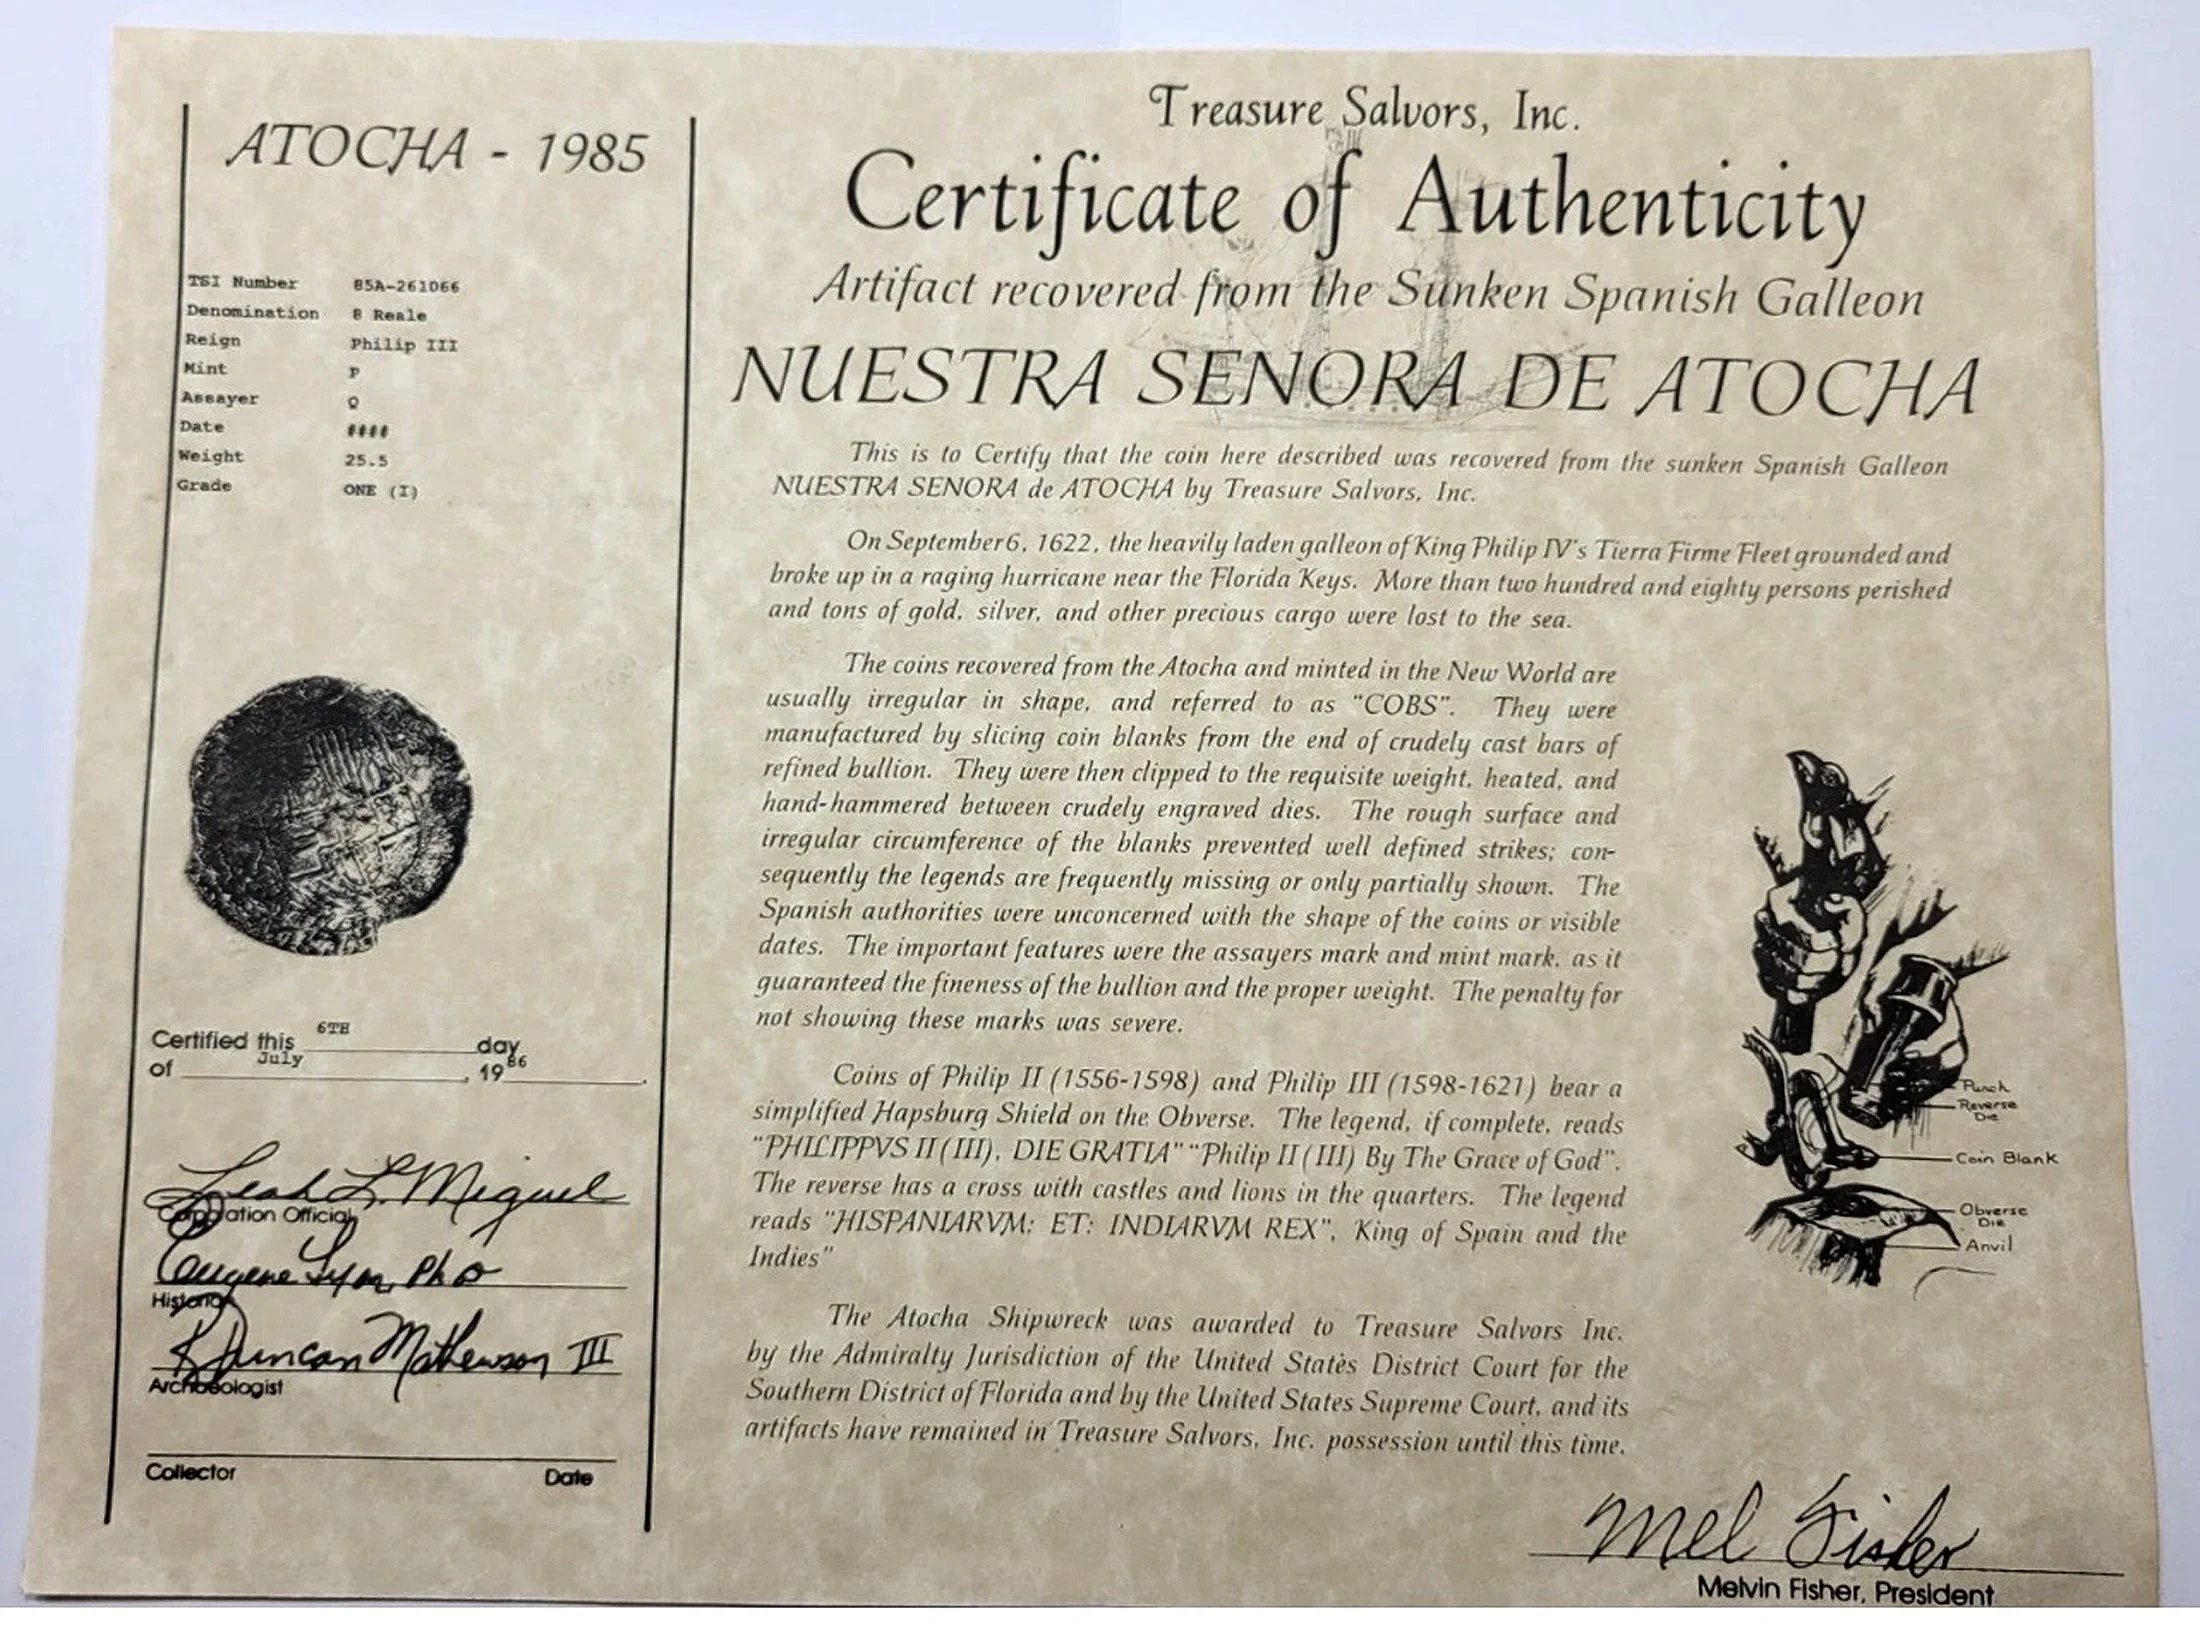 ATOCHA - 1985
TSI Number 85A-261066
Denomination 8 Reale
Reign Philip III
Mint P
Assayer Q
Date ####
Weight 25.5
Grade ONE (I)
Certified this 6TH day
of July, 1986.
Leah L. Miguel
Corporation Official
Eugene Lyon, PhD
Historian
R Duncan Mathewson III
Archaeologist
Collector Date
Treasure Salvors, Inc.
Certificate of Authenticity
Artifact recovered from the Sunken Spanish Galleon
NUESTRA SENORA DE ATOCHA
This is to Certify that the coin here described was recovered from the sunken Spanish Galleon
NUESTRA SENORA de ATOCHA by Treasure Salvors, Inc.
On September 6, 1622, the heavily laden galleon of King Philip IV's Tierra Firme Fleet grounded and
broke up in a raging hurricane near the Florida Keys. More than two hundred and eighty persons perished
and tons of gold, silver, and other precious cargo were lost to the sea.
The coins recovered from the Atocha and minted in the New World are
usually irregular in shape, and referred to as "COBS". They were
manufactured by slicing coin blanks from the end of crudely cast bars of
refined bullion. They were then clipped to the requisite weight, heated, and
hand-hammered between crudely engraved dies. The rough surface and
irregular circumference of the blanks prevented well defined strikes; con-
sequently the legends are frequently missing or only partially shown. The
Spanish authorities were unconcerned with the shape of the coins or visible
dates. The important features were the assayers mark and mint mark, as it
guaranteed the fineness of the bullion and the proper weight. The penalty for
not showing these marks was severe.
Coins of Philip II (1556-1598) and Philip III (1598-1621) bear a
simplified Hapsburg Shield on the Obverse. The legend, if complete, reads
"PHILIPPVS II (III), DIE GRATIA" "Philip II (III) By The Grace of God".
The reverse has a cross with castles and lions in the quarters. The legend
reads "HISPANIARVM: ET: INDIARVM REX", King of Spain and the
Indies"
The Atocha Shipwreck was awarded to Treasure Salvors Inc.
by the Admiralty Jurisdiction of the United States District Court for the
Southern District of Florida and by the United States Supreme Court, and its
artifacts have remained in Treasure Salvors, Inc. possession until this time.
Punch
Reverse
Die
Coin Blank
Obverse
Die
Anvil
Mel Fisher
Melvin Fisher, President